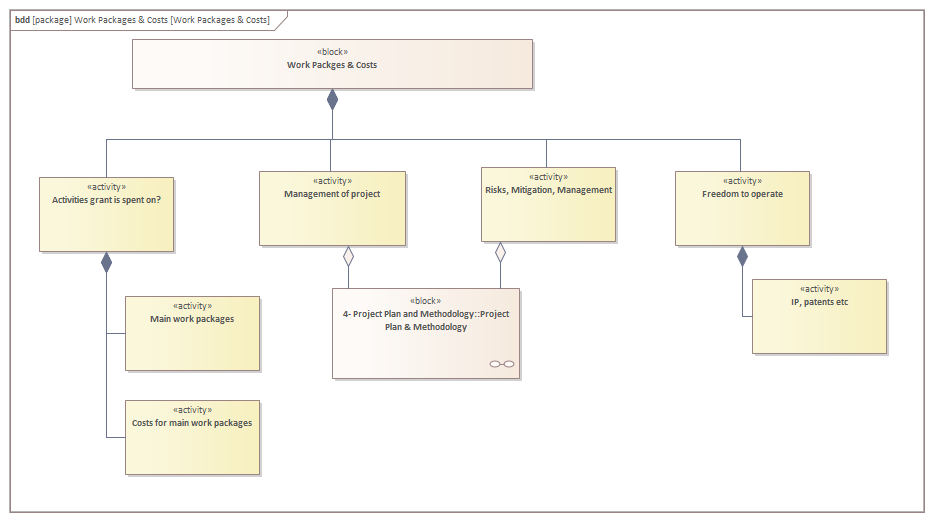 bdd [package] Work Packages & Costs [Work Packages & Costs]
«block»
Work Packges & Costs
«activity»
Activities grant is spent on?
«activity»
Management of project
«activity»
Risks, Mitigation, Management
«activity»
Freedom to operate
«activity»
Main work packages
«block»
4- Project Plan and Methodology::Project
Plan & Methodology
«activity»
IP, patents etc
«activity»
Costs for main work packages